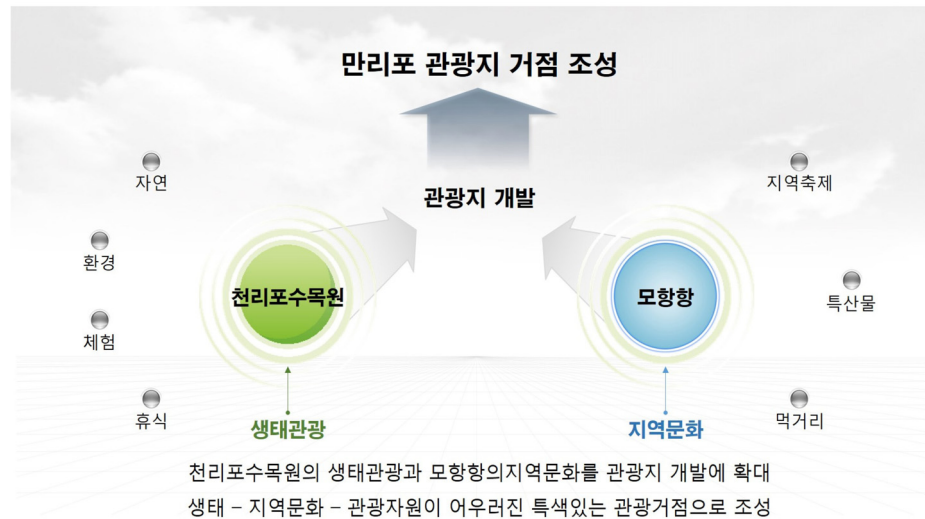 만리포 관광지 거점 조성
관광지 개발
자연
환경
체험
휴식
천리포수목원
생태관광
모항항
지역문화
지역축제
특산물
먹거리
천리포수목원의 생태관광과 모항항의지역문화를 관광지 개발에 확대
생태 – 지역문화 – 관광자원이 어우러진 특색있는 관광거점으로 조성